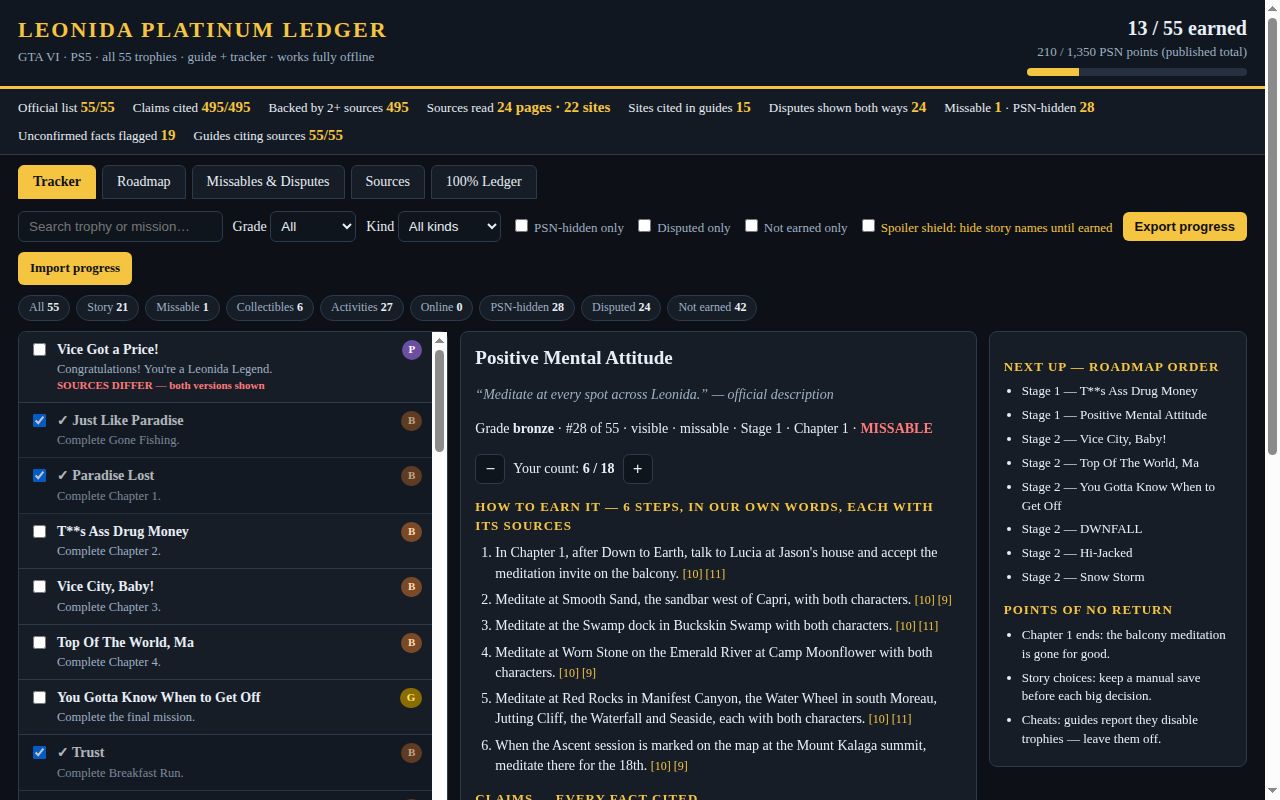 LEONIDA PLATINUM LEDGER
GTA VI · PS5 · all 55 trophies · guide + tracker · works fully offline
13 / 55 earned
210 / 1,350 PSN points (published total)
Official list 55/55 Claims cited 495/495 Backed by 2+ sources 495 Sources read 24 pages · 22 sites Sites cited in guides 15 Disputes shown both ways 24 Missable 1 · PSN-hidden 28
Unconfirmed facts flagged 19 Guides citing sources 55/55
Tracker Roadmap Missables & Disputes Sources 100% Ledger
Search trophy or mission… Grade All Kind All kinds PSN-hidden only Disputed only Not earned only Spoiler shield: hide story names until earned Export progress
Import progress
All 55 Story 21 Missable 1 Collectibles 6 Activities 27 Online 0 PSN-hidden 28 Disputed 24 Not earned 42
Vice Got a Price! P
Congratulations! You're a Leonida Legend.
SOURCES DIFFER — both versions shown
✓ Just Like Paradise B
Complete Gone Fishing.
✓ Paradise Lost B
Complete Chapter 1.
T**s Ass Drug Money B
Complete Chapter 2.
Vice City, Baby! B
Complete Chapter 3.
Top Of The World, Ma B
Complete Chapter 4.
You Gotta Know When to Get Off G
Complete the final mission.
✓ Trust B
Complete Breakfast Run.
Positive Mental Attitude
“Meditate at every spot across Leonida.” — official description
Grade bronze · #28 of 55 · visible · missable · Stage 1 · Chapter 1 · MISSABLE
− Your count: 6 / 18 +
HOW TO EARN IT — 6 STEPS, IN OUR OWN WORDS, EACH WITH
ITS SOURCES
1. In Chapter 1, after Down to Earth, talk to Lucia at Jason's house and accept the
meditation invite on the balcony. [10] [11]
2. Meditate at Smooth Sand, the sandbar west of Capri, with both characters. [10] [9]
3. Meditate at the Swamp dock in Buckskin Swamp with both characters. [10] [11]
4. Meditate at Worn Stone on the Emerald River at Camp Moonflower with both
characters. [10] [9]
5. Meditate at Red Rocks in Manifest Canyon, the Water Wheel in south Moreau,
Jutting Cliff, the Waterfall and Seaside, each with both characters. [10] [11]
6. When the Ascent session is marked on the map at the Mount Kalaga summit,
meditate there for the 18th. [10] [9]
CLAIMS — EVERY FACT CITED
NEXT UP — ROADMAP ORDER
• Stage 1 — T**s Ass Drug Money
• Stage 1 — Positive Mental Attitude
• Stage 2 — Vice City, Baby!
• Stage 2 — Top Of The World, Ma
• Stage 2 — You Gotta Know When to
Get Off
• Stage 2 — DWNFALL
• Stage 2 — Hi-Jacked
• Stage 2 — Snow Storm
POINTS OF NO RETURN
• Chapter 1 ends: the balcony meditation
is gone for good.
• Story choices: keep a manual save
before each big decision.
• Cheats: guides report they disable
trophies — leave them off.